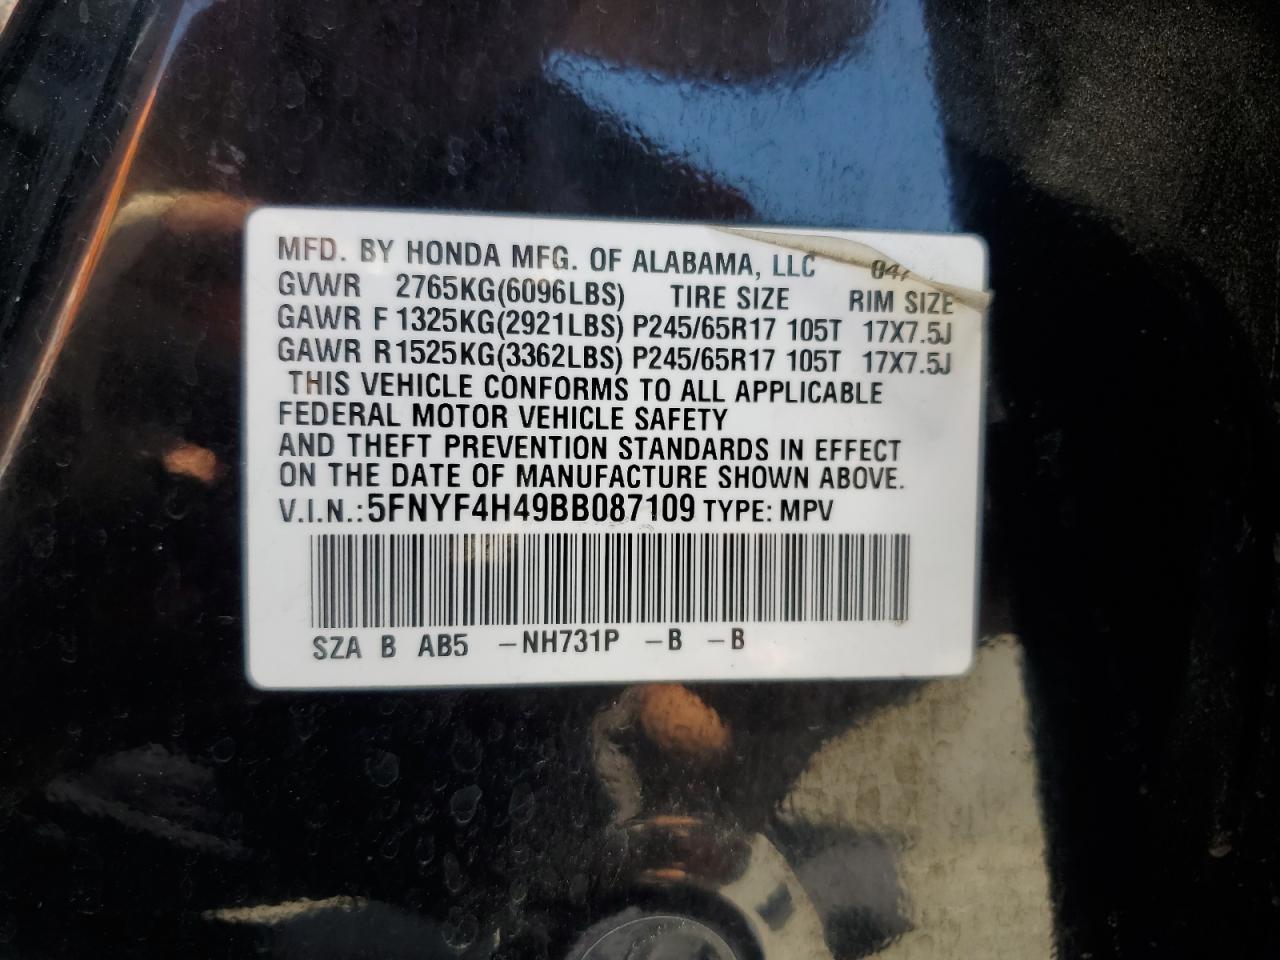 MFD. BY HONDA MFG. OF ALABAMA, LLC 04/
GVWR 2765KG(6096LBS) TIRE SIZE RIM SIZE
GAWR F 1325KG(2921LBS) P245/65R17 105T 17X7.5J
GAWR R1525KG(3362LBS) P245/65R17 105T 17X7.5J
THIS VEHICLE CONFORMS TO ALL APPLICABLE
FEDERAL MOTOR VEHICLE SAFETY
AND THEFT PREVENTION STANDARDS IN EFFECT
ON THE DATE OF MANUFACTURE SHOWN ABOVE.
V.I.N.: 5FNYF4H49BB087109 TYPE: MPV
SZA B AB5 -NH731P -B -B